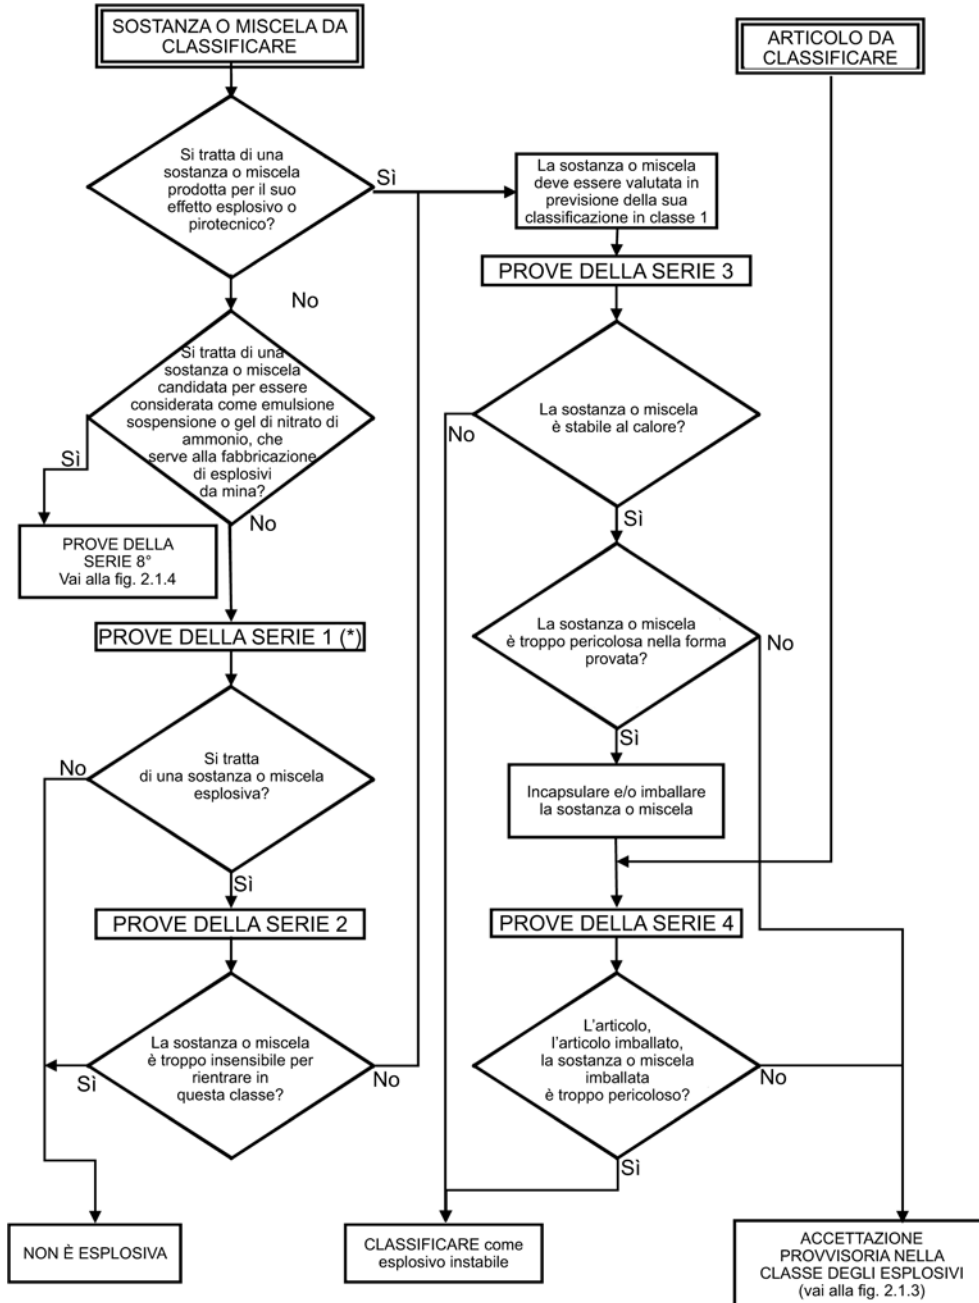 SOSTANZA O MISCELA DA
CLASSIFICARE
ARTICOLO DA
CLASSIFICARE
Si tratta di una
sostanza o miscela
prodotta per il suo
effetto esplosivo o
pirotecnico?
Sì
La sostanza o miscela
deve essere valutata in
previsione della sua
classificazione in classe 1
PROVE DELLA SERIE 3
No
Si tratta di una
sostanza o miscela
candidata per essere
considerata come emulsione
sospensione o gel di nitrato di
ammonio, che
serve alla fabbricazione
di esplosivi
da mina?
Sì
No
PROVE DELLA
SERIE 8°
Vai alla fig. 2.1.4
La sostanza o miscela
è stabile al calore?
No
Sì
PROVE DELLA SERIE 1 (*)
La sostanza o miscela
è troppo pericolosa nella forma
provata?
No
Sì
Si tratta
di una sostanza o miscela
esplosiva?
No
Sì
Incapsulare e/o imballare
la sostanza o miscela
PROVE DELLA SERIE 2
PROVE DELLA SERIE 4
La sostanza o miscela
è troppo insensibile per
rientrare in
questa classe?
Sì
No
L'articolo,
l'articolo imballato,
la sostanza o miscela
imballata
è troppo pericoloso?
No
Sì
NON È ESPLOSIVA
CLASSIFICARE come
esplosivo instabile
ACCETTAZIONE
PROVVISORIA NELLA
CLASSE DEGLI ESPLOSIVI
(vai alla fig. 2.1.3)